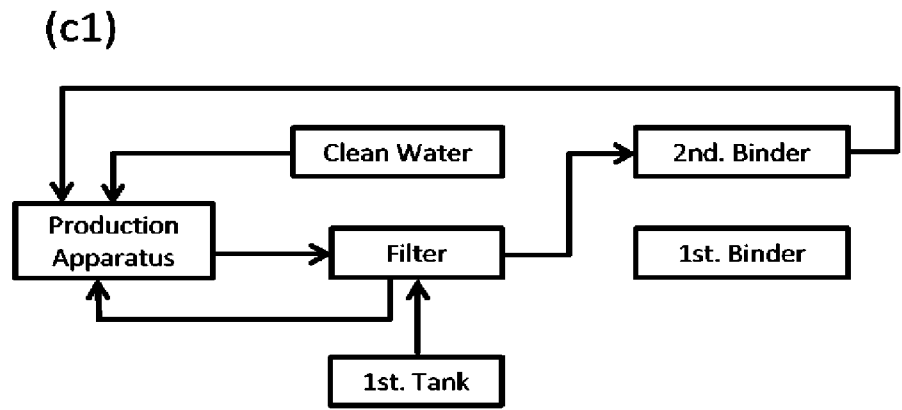 (c1)
Clean Water
2nd. Binder
Production
Apparatus
Filter
1st. Binder
1st. Tank